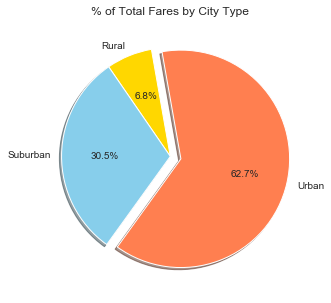 % of Total Fares by City Type
Rural
6.8%
Suburban
30.5%
62.7%
Urban